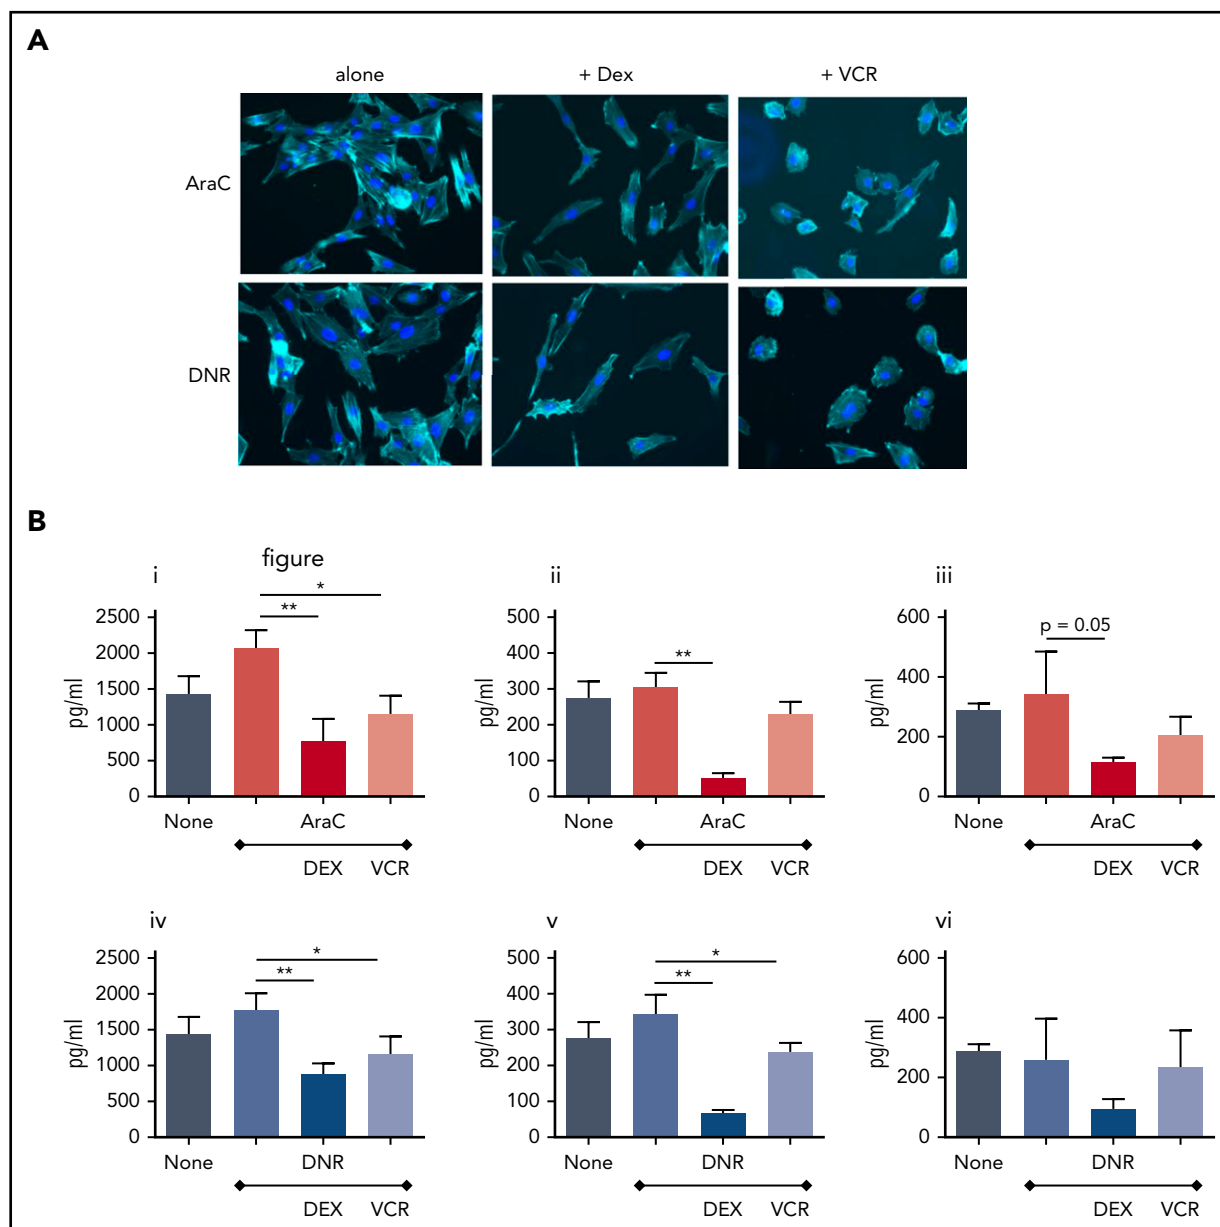 A
alone + Dex + VCR
AraC
DNR
B
figure
i
pg/ml
2500
2000
1500
1000
500
0
* 
**
None AraC
DEX VCR
ii
pg/ml
500
400
300
200
100
0
**
None AraC
DEX VCR
iii
pg/ml
600
400
200
0
p = 0.05
None AraC
DEX VCR
iv
pg/ml
2500
2000
1500
1000
500
0
*
**
None DNR
DEX VCR
v
pg/ml
500
400
300
200
100
0
*
**
None DNR
DEX VCR
vi
pg/ml
600
400
200
0
None DNR
DEX VCR